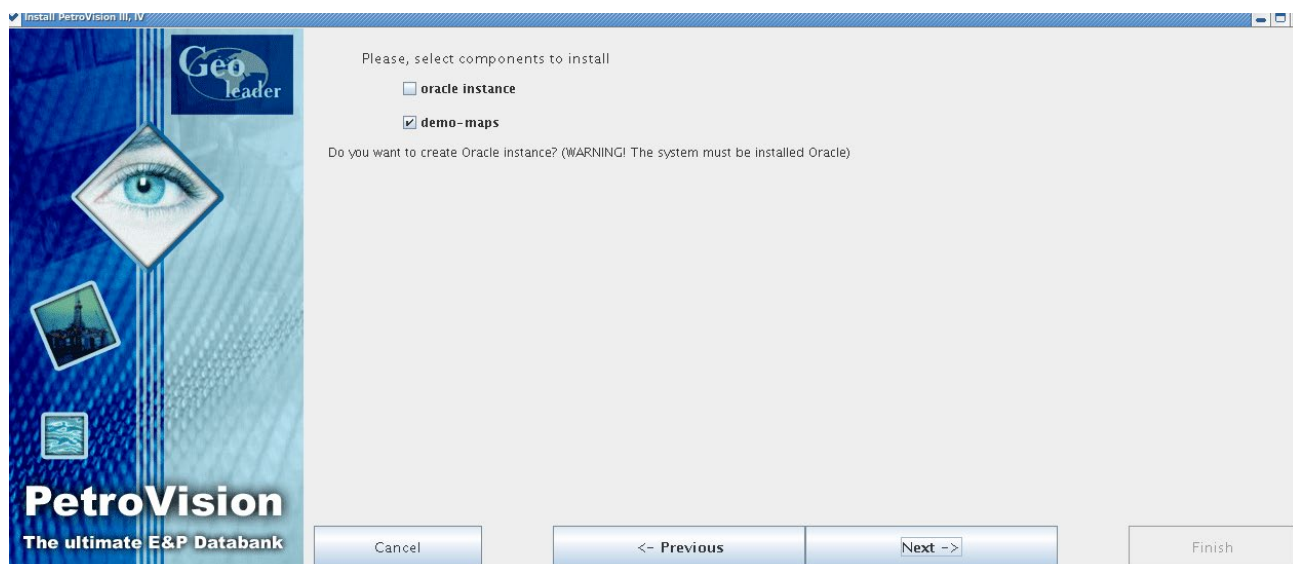 Install PetroVision III, IV
Geo
leader
Please, select components to install
oracle instance
demo-maps
Do you want to create Oracle instance? (WARNING! The system must be installed Oracle)
PetroVision
The ultimate E&P Databank
Cancel
<- Previous
Next ->
Finish